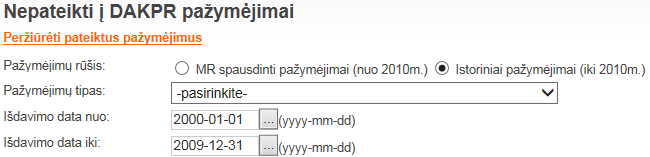 Nepateikti į DAKPR pažymėjimai
Peržiūrėti pateiktus pažymėjimus
Pažymėjimų rūšis: MR spausdinti pažymėjimai (nuo 2010m.) Istoriniai pažymėjimai (iki 2010m.)
Pažymėjimų tipas: -pasirinkite-
Išdavimo data nuo: 2000-01-01 ... (yyyy-mm-dd)
Išdavimo data iki: 2009-12-31 ... (yyyy-mm-dd)